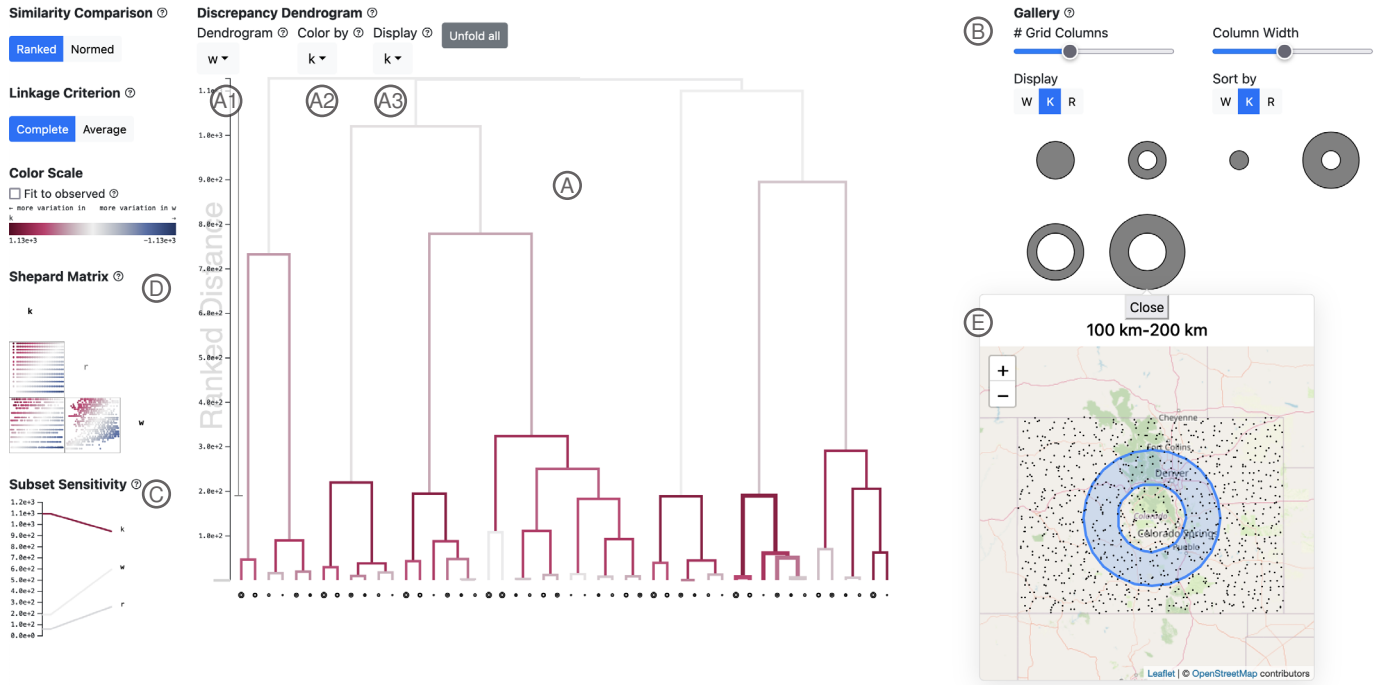 Similarity Comparison ?
Ranked Normed
Linkage Criterion ?
Complete Average
Color Scale
Fit to observed ?
← more variation in k
more variation in w →
1.13e+3 -1.13e+3
Shepard Matrix ?
D
k
r
w
Subset Sensitivity ?
C
1.2e+3
1.1e+3
1.0e+3
9.0e+2
8.0e+2
7.0e+2
6.0e+2
5.0e+2
4.0e+2
3.0e+2
2.0e+2
1.0e+2
0.0e+0
k
w
r
Discrepancy Dendrogram ?
Dendrogram ? Color by ? Display ? Unfold all
w k k
A1 A2 A3
A
Ranked Distance
1.0e+3
9.0e+2
8.0e+2
7.0e+2
6.0e+2
5.0e+2
4.0e+2
3.0e+2
2.0e+2
1.0e+2
B
Gallery ?
# Grid Columns Column Width
Display Sort by
W K R W K R
Close
E
100 km-200 km
+
−
Cheyenne
Fort Collins
Denver
Colorado
Colorado Springs
Pueblo
Leaflet | © OpenStreetMap contributors